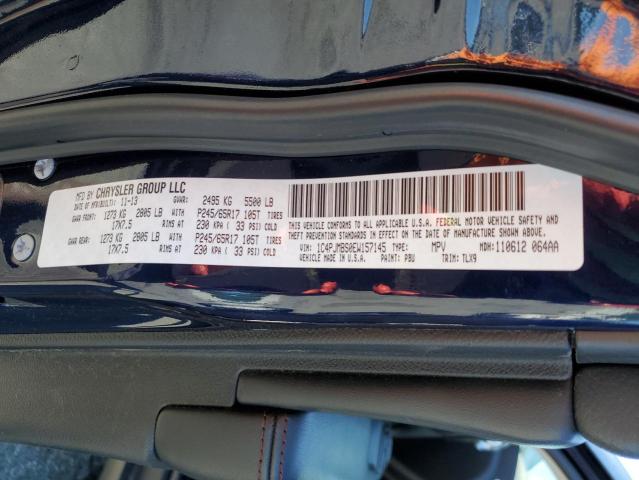 MFD BY CHRYSLER GROUP LLC
DATE OF MFR(BUILT): 11-13 GVWR: 2495 KG 5500 LB
GAWR FRONT: 1273 KG 2805 LB WITH P245/65R17 105T TIRES
17X7.5 RIMS AT 230 KPA ( 33 PSI) COLD
GAWR REAR: 1273 KG 2805 LB WITH P245/65R17 105T TIRES
17X7.5 RIMS AT 230 KPA ( 33 PSI) COLD
THIS VEHICLE CONFORMS TO ALL APPLICABLE U.S.A. FEDERAL MOTOR VEHICLE SAFETY, BUMPER AND
THEFT PREVENTION STANDARDS IN EFFECT ON THE DATE OF MANUFACTURE SHOWN ABOVE.
VIN: 1C4PJMBS0EW157145 TYPE: MPV MDH: 110612 064AA
VEHICLE MADE IN U.S.A. PAINT: PBU TRIM: TLX9